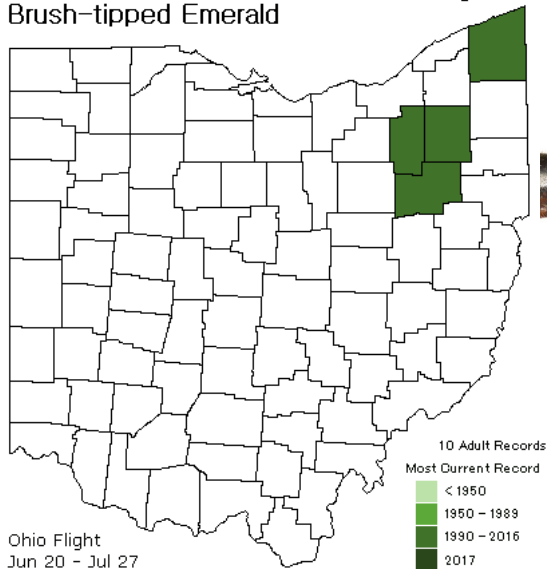 Brush-tipped Emerald
10 Adult Records
Most Current Record
< 1950
1950 - 1989
1990 - 2016
2017
Ohio Flight
Jun 20 - Jul 27